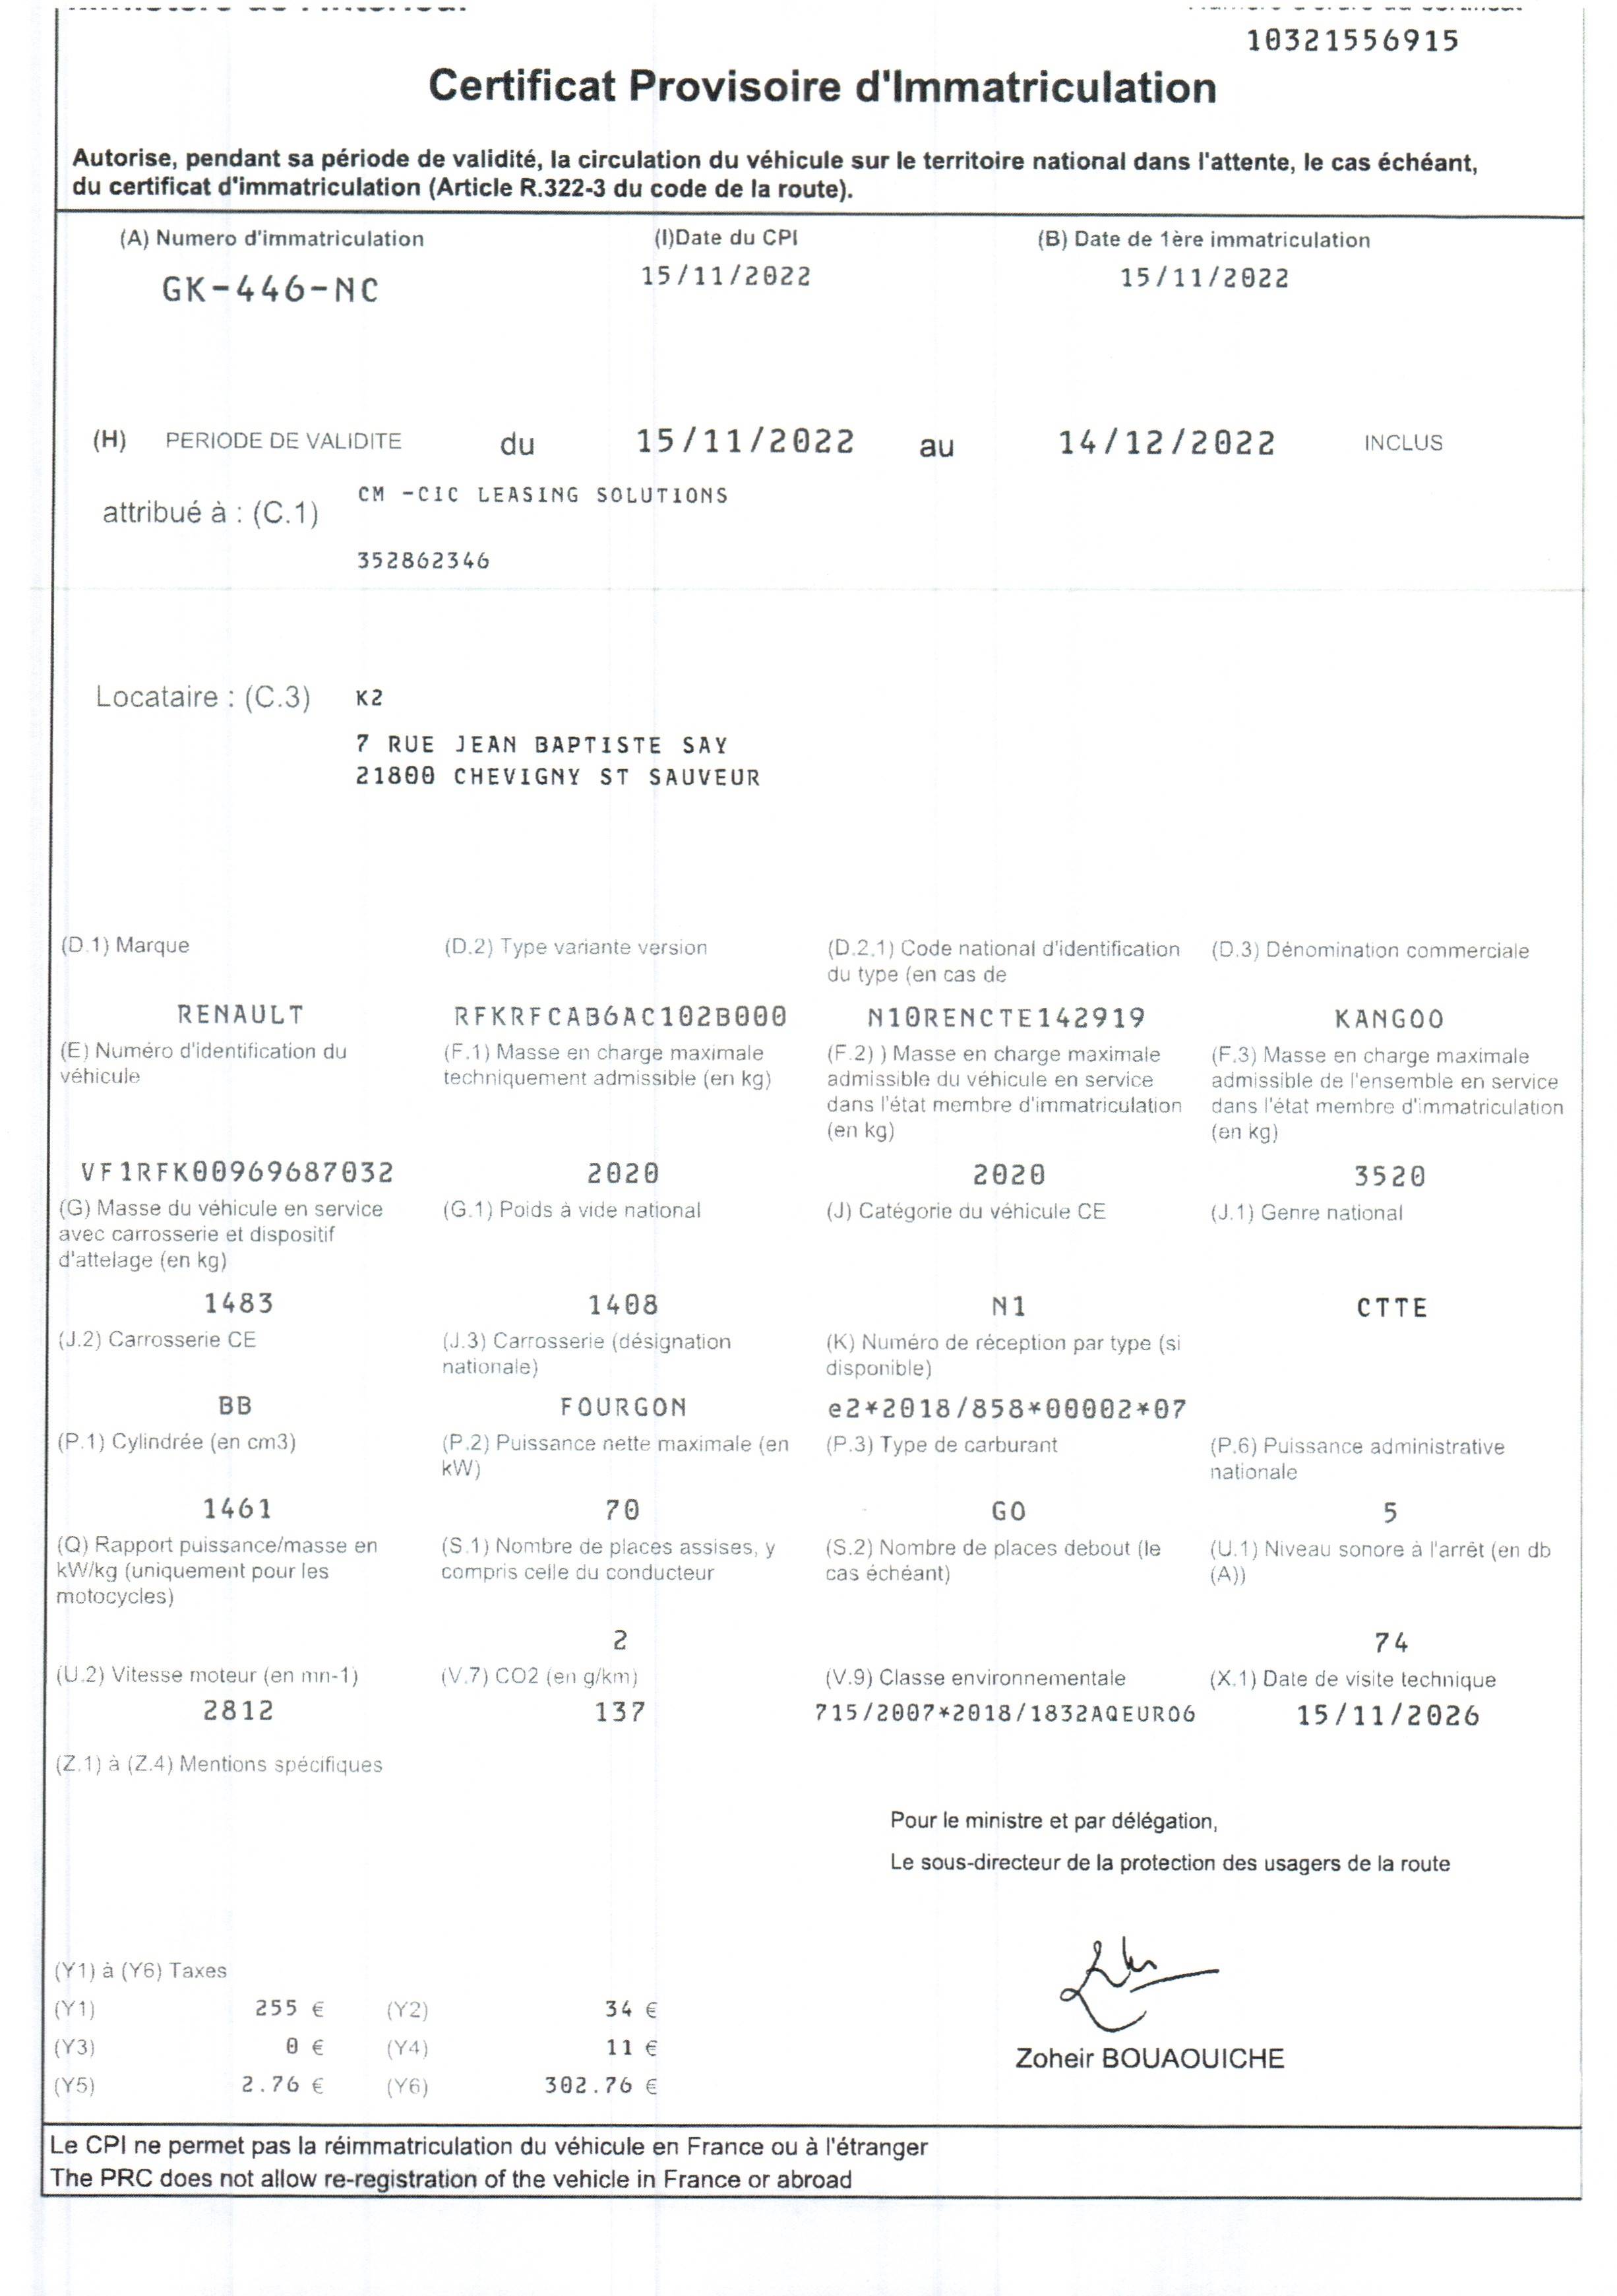 10321556915
Certificat Provisoire d'Immatriculation
Autorise, pendant sa période de validité, la circulation du véhicule sur le territoire national dans l'attente, le cas échéant,
du certificat d'immatriculation (Article R.322-3 du code de la route).
(A) Numero d'immatriculation (I)Date du CPI (B) Date de 1ère immatriculation
GK-446-NC 15/11/2022 15/11/2022
(H) PERIODE DE VALIDITE du 15/11/2022 au 14/12/2022 INCLUS
attribué à : (C.1) CM -CIC LEASING SOLUTIONS
352862346
Locataire : (C.3) K2
7 RUE JEAN BAPTISTE SAY
21800 CHEVIGNY ST SAUVEUR
(D.1) Marque (D.2) Type variante version (D.2,1) Code national d'identification (D.3) Dénomination commerciale
du type (en cas de
RENAULT RFKRFCAB6AC102B000 N10RENCTE142919 KANGOO
(E) Numéro d'identification du (F.1) Masse en charge maximale (F.2) ) Masse en charge maximale (F.3) Masse en charge maximale
véhicule techniquement admissible (en kg) admissible du véhicule en service admissible de l'ensemble en service
dans l'état membre d'immatriculation dans l'état membre d'immatriculation
(en kg) (en kg)
VF1RFK00969687032 2020 2020 3520
(G) Masse du véhicule en service (G.1) Poids à vide national (J) Catégorie du véhicule CE (J.1) Genre national
avec carrosserie et dispositif
d'attelage (en kg)
1483 1408 N1 CTTE
(J.2) Carrosserie CE (J.3) Carrosserie (désignation (K) Numéro de réception par type (si
nationale) disponible)
BB FOURGON e2*2018/858*00002*07
(P.1) Cylindrée (en cm3) (P.2) Puissance nette maximale (en (P.3) Type de carburant (P.6) Puissance administrative
kW) nationale
1461 70 GO 5
(Q) Rapport puissance/masse en (S.1) Nombre de places assises, y (S.2) Nombre de places debout (le (U.1) Niveau sonore à l'arrêt (en db
kW/kg (uniquement pour les compris celle du conducteur cas échéant) (A))
motocycles)
2 74
(U.2) Vitesse moteur (en mn-1) (V.7) CO2 (en g/km) (V.9) Classe environnementale (X.1) Date de visite technique
2812 137 715/2007*2018/1832AQEURO6 15/11/2026
(Z.1) à (Z.4) Mentions spécifiques
Pour le ministre et par délégation,
Le sous-directeur de la protection des usagers de la route
(Y1) à (Y6) Taxes
(Y1) 255 € (Y2) 34 €
(Y3) 0 € (Y4) 11 €
Zoheir BOUAOUICHE
(Y5) 2.76 € (Y6) 302.76 €
Le CPI ne permet pas la réimmatriculation du véhicule en France ou à l'étranger
The PRC does not allow re-registration of the vehicle in France or abroad